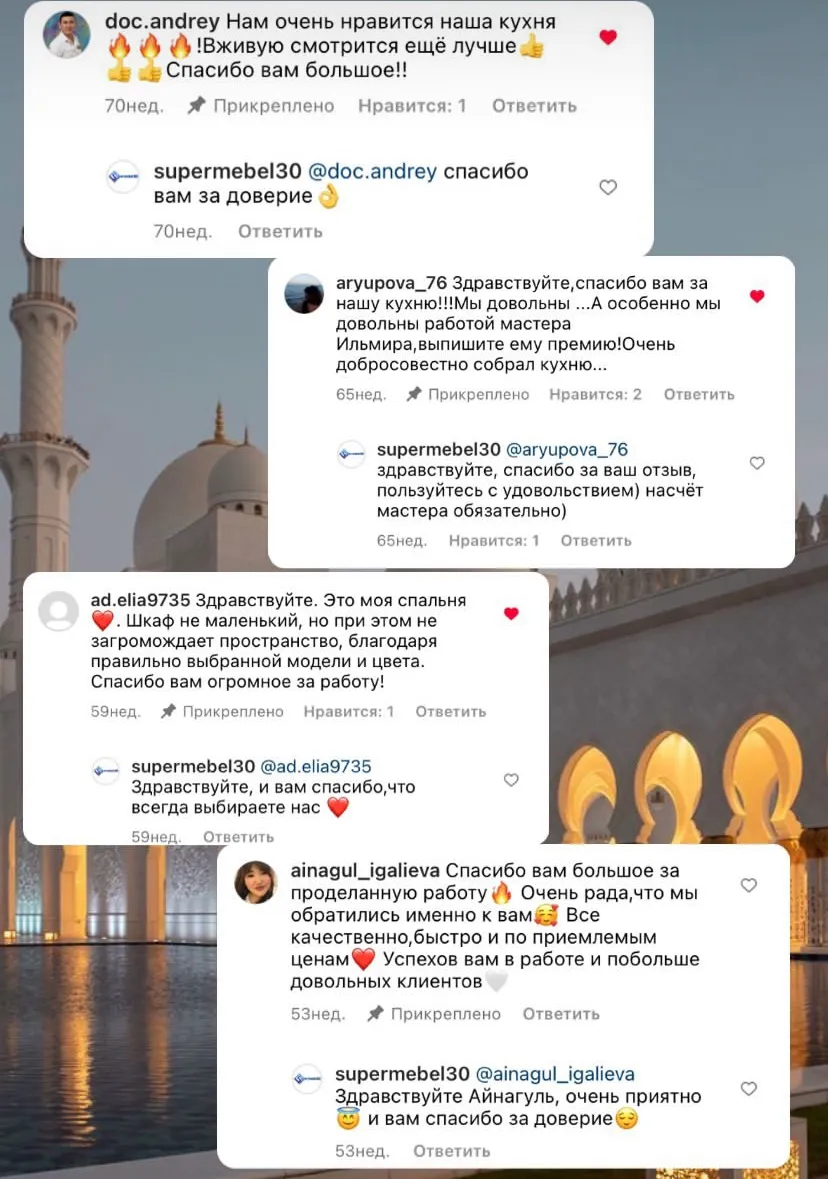 doc.andrey Нам очень нравится наша кухня
🔥🔥🔥!Вживую смотрится ещё лучше👍
👍👍Спасибо вам большое!!
70нед. Прикреплено Нравится: 1 Ответить
supermebel30 @doc.andrey спасибо
вам за доверие👌
70нед. Ответить
aryupova_76 Здравствуйте,спасибо вам за
нашу кухню!!!Мы довольны ...А особенно мы
довольны работой мастера
Ильмира,выпишите ему премию!Очень
добросовестно собрал кухню...
65нед. Прикреплено Нравится: 2 Ответить
supermebel30 @aryupova_76
здравствуйте, спасибо за ваш отзыв,
пользуйтесь с удовольствием) насчёт
мастера обязательно)
65нед. Нравится: 1 Ответить
ad.elia9735 Здравствуйте. Это моя спальня
❤️. Шкаф не маленький, но при этом не
загромождает пространство, благодаря
правильно выбранной модели и цвета.
Спасибо вам огромное за работу!
59нед. Прикреплено Нравится: 1 Ответить
supermebel30 @ad.elia9735
Здравствуйте, и вам спасибо,что
всегда выбираете нас ❤️
59нед. Ответить
ainagul_igalieva Спасибо вам большое за
проделанную работу🔥 Очень рада,что мы
обратились именно к вам🥰 Все
качественно,быстро и по приемлемым
ценам❤️ Успехов вам в работе и побольше
довольных клиентов🤍
53нед. Прикреплено Ответить
supermebel30 @ainagul_igalieva
Здравствуйте Айнагуль, очень приятно
😇 и вам спасибо за доверие😌
53нед. Ответить